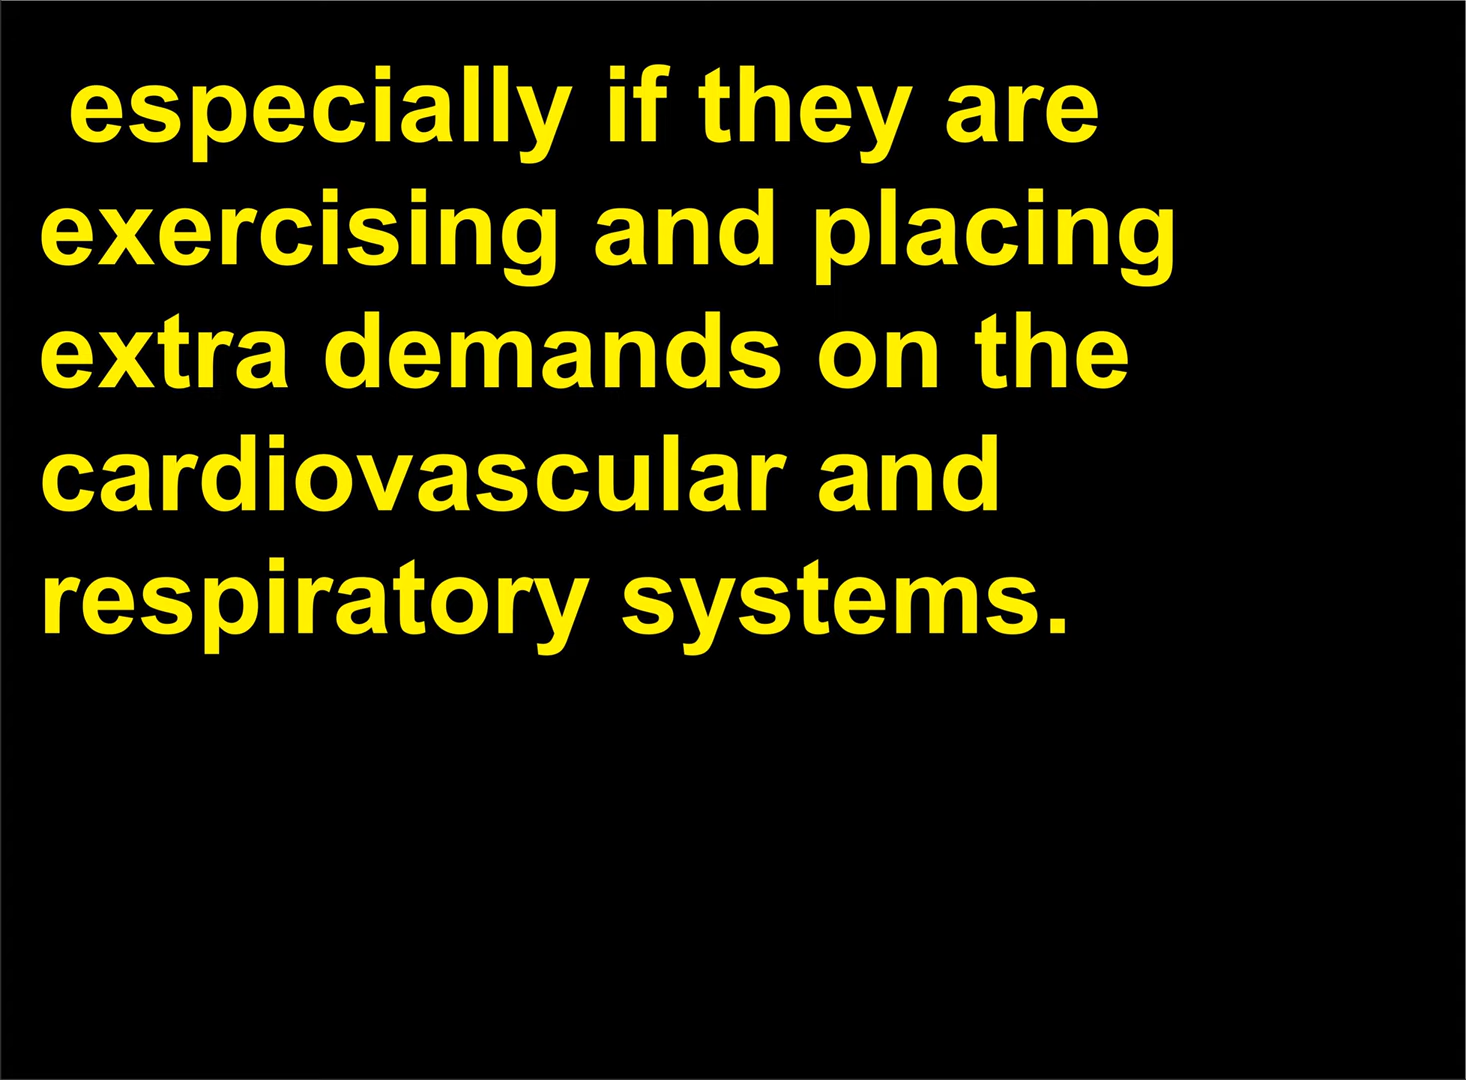 especially if they are
exercising and placing
extra demands on the
cardiovascular and
respiratory systems.